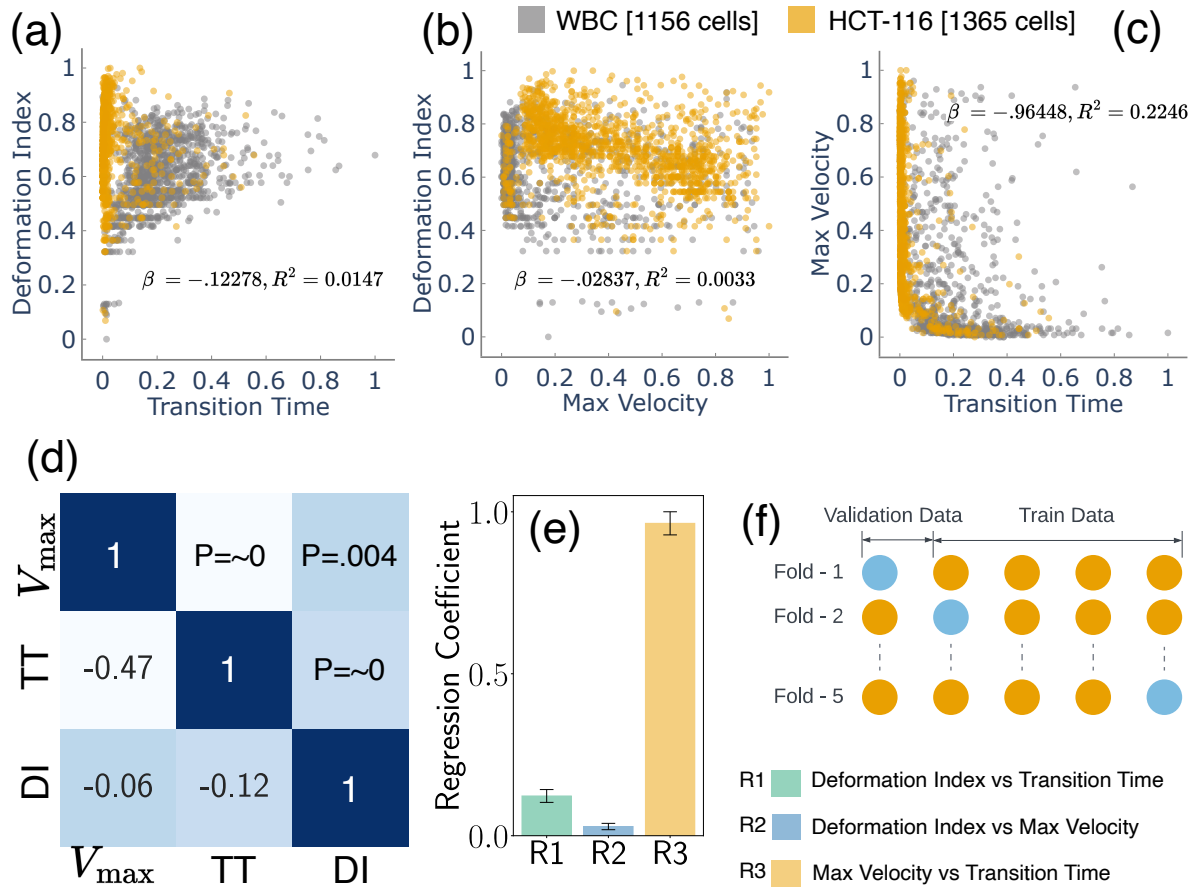 (a)
(b)
WBC [1156 cells]
HCT-116 [1365 cells]
(c)
Deformation Index
1
0.8
0.6
0.4
0.2
0
β = −.12278, R² = 0.0147
0 0.2 0.4 0.6 0.8 1
Transition Time
Deformation Index
1
0.8
0.6
0.4
0.2
0
β = −.02837, R² = 0.0033
0 0.2 0.4 0.6 0.8 1
Max Velocity
Max Velocity
1
0.8
0.6
0.4
0.2
0
β = −.96448, R² = 0.2246
0 0.2 0.4 0.6 0.8 1
Transition Time
(d)
V_max 1 P=~0 P=.004
TT -0.47 1 P=~0
DI -0.06 -0.12 1
V_max TT DI
(e)
Regression Coefficient
1.0
0.5
0.0
R1 R2 R3
(f)
Validation Data Train Data
Fold - 1
Fold - 2
Fold - 5
R1 Deformation Index vs Transition Time
R2 Deformation Index vs Max Velocity
R3 Max Velocity vs Transition Time